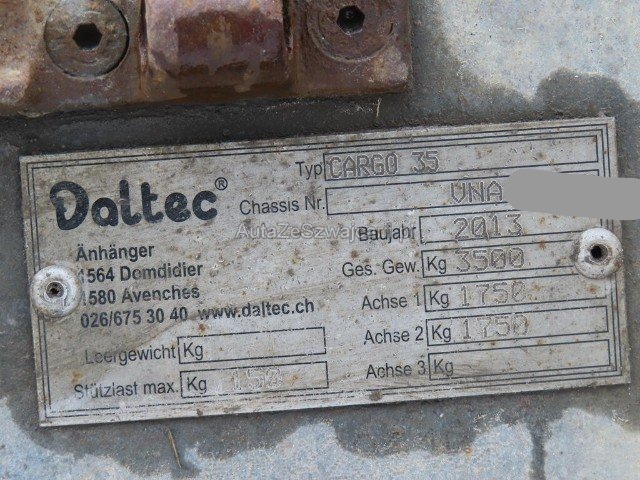 Daltec®
Typ CARGO 35
Chassis Nr. VNA
Baujahr 2013
Ges. Gew. Kg 3500
Achse 1 Kg 1750
Achse 2 Kg 1750
Achse 3 Kg
Anhänger
1564 Domdidier
1580 Avenches
026/675 30 40 www.daltec.ch
Leergewicht Kg
Stützlast max. Kg 150